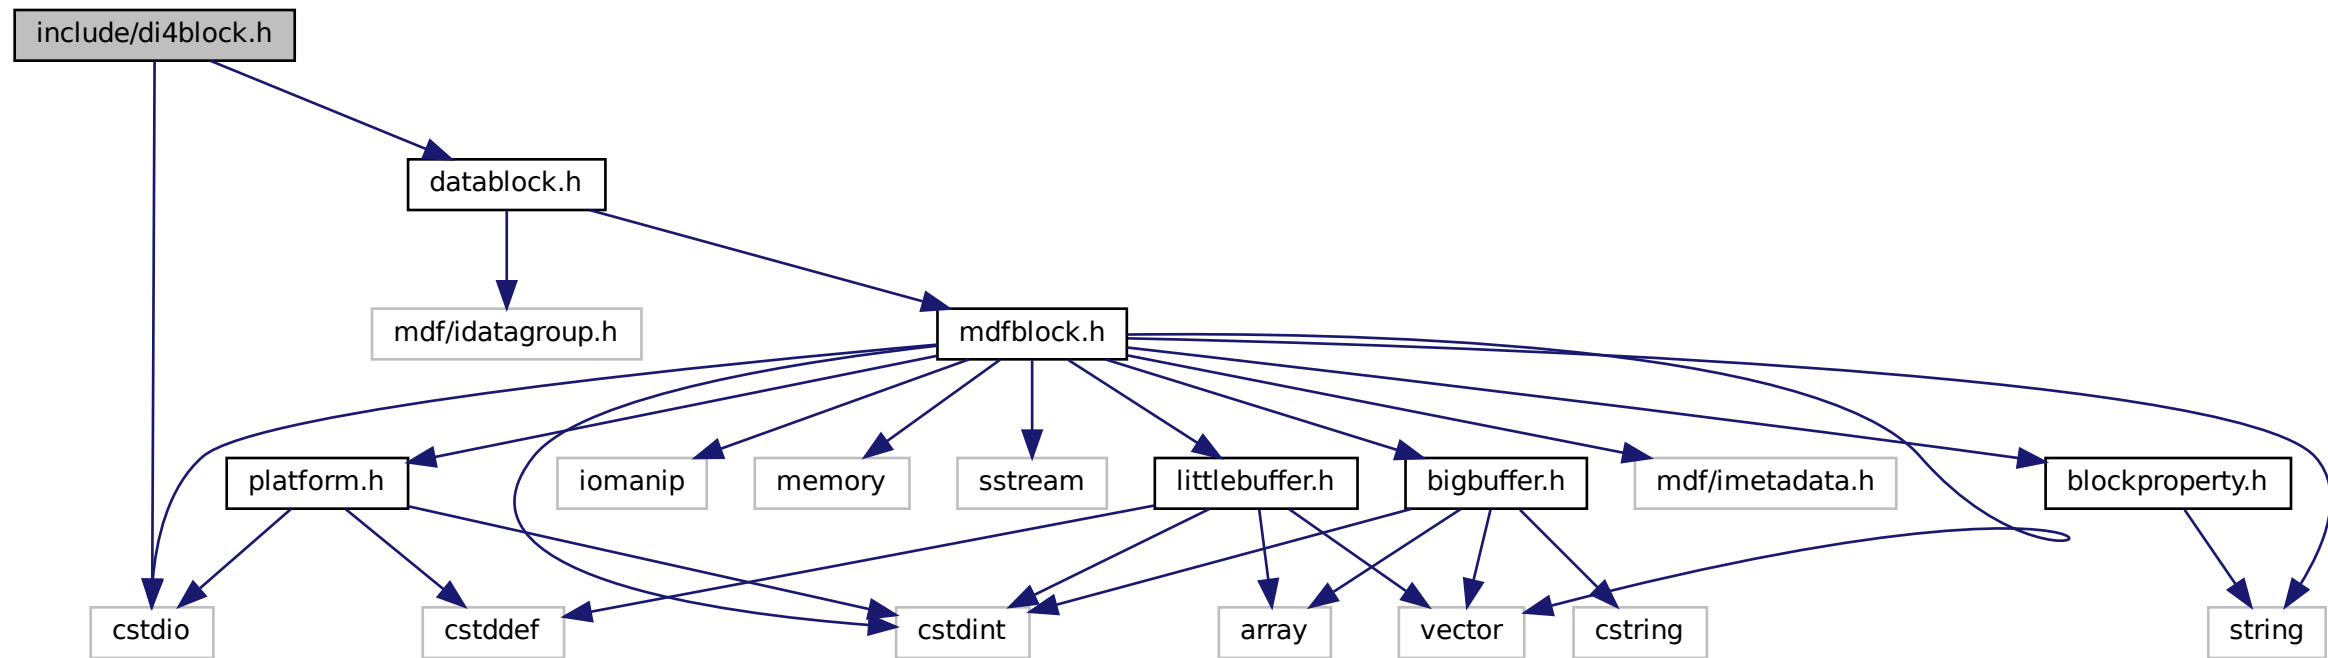 include/di4block.h
datablock.h
mdf/idatagroup.h
mdfblock.h
platform.h
iomanip
memory
sstream
littlebuffer.h
bigbuffer.h
mdf/imetadata.h
blockproperty.h
cstdio
cstddef
cstdint
array
vector
cstring
string